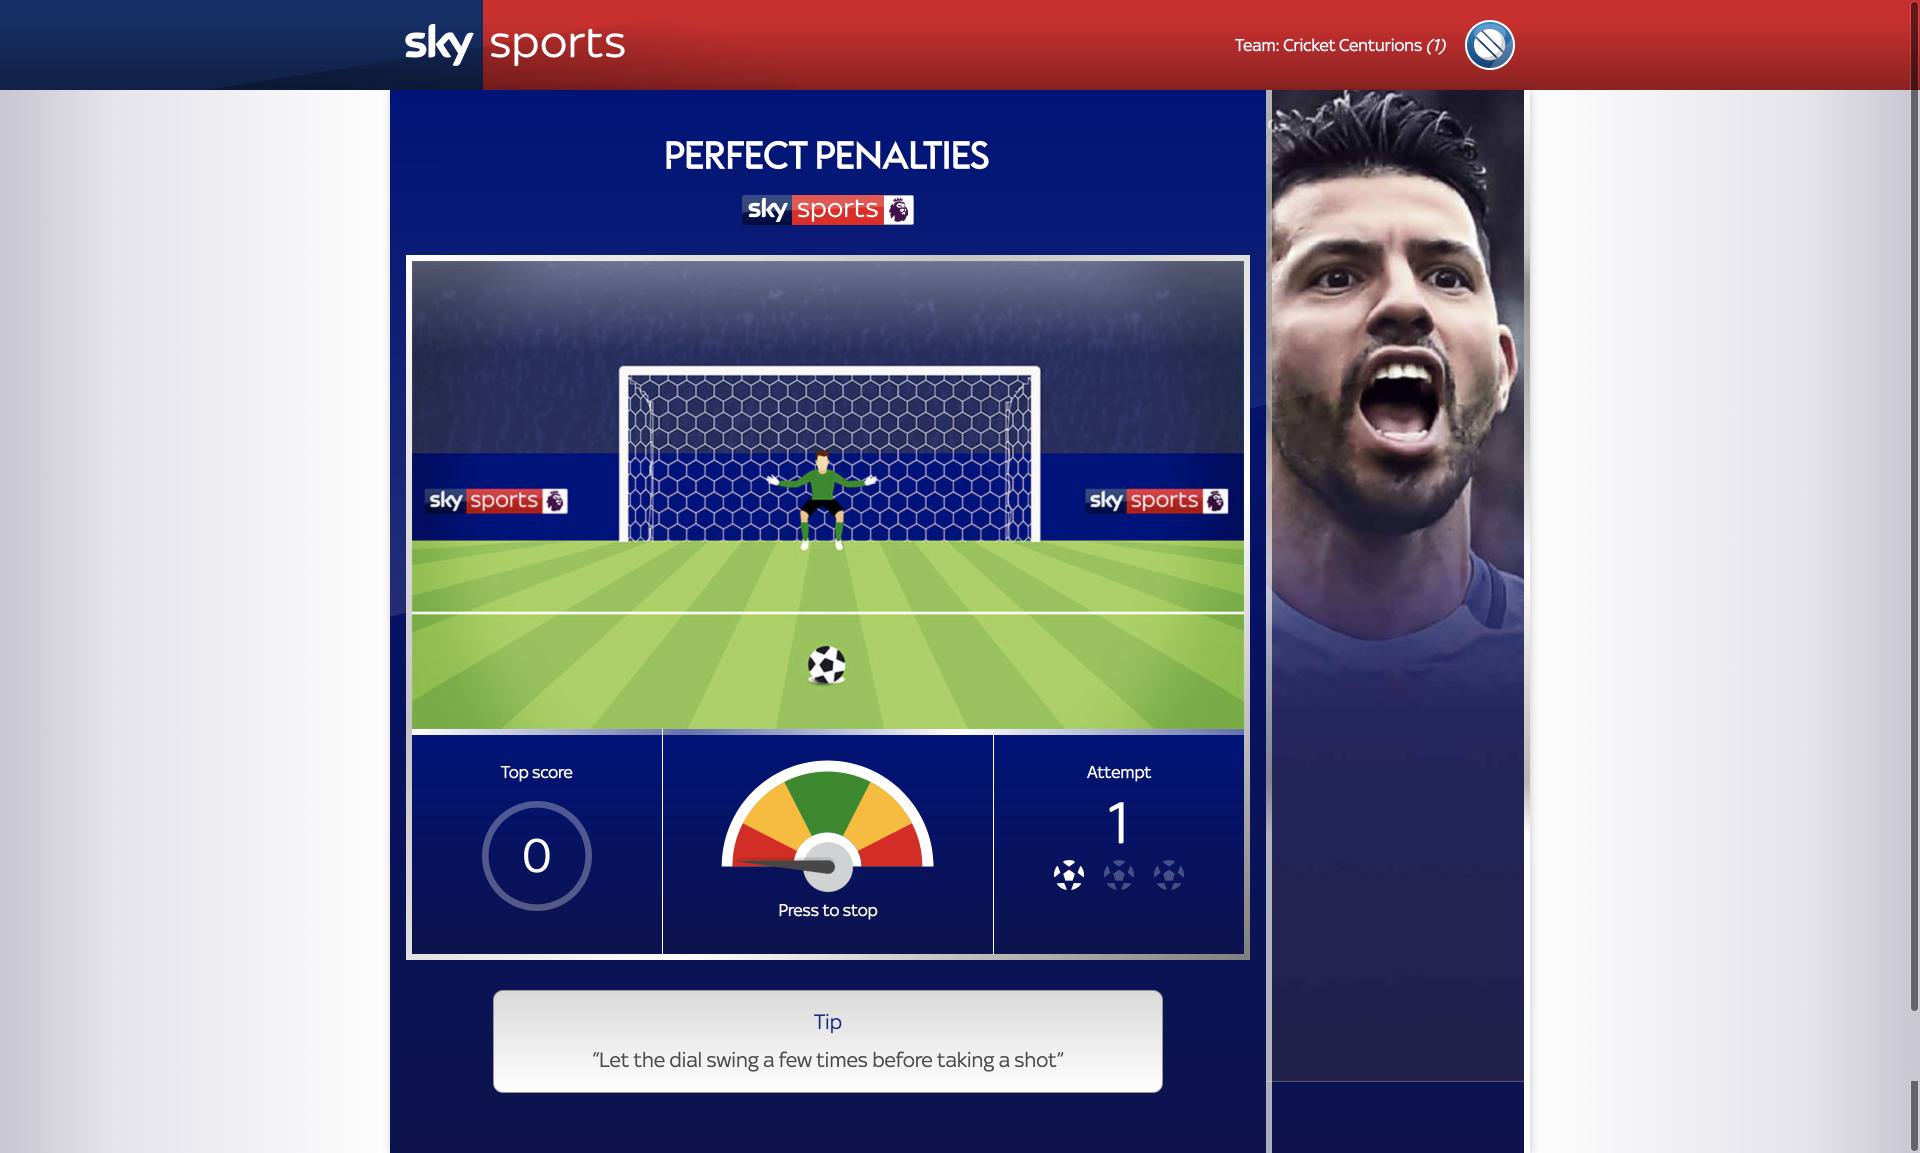 sky sports
Team: Cricket Centurions (1)
PERFECT PENALTIES
sky sports
sky sports
sky sports
Top score
0
Press to stop
Attempt
1
Tip
“Let the dial swing a few times before taking a shot”